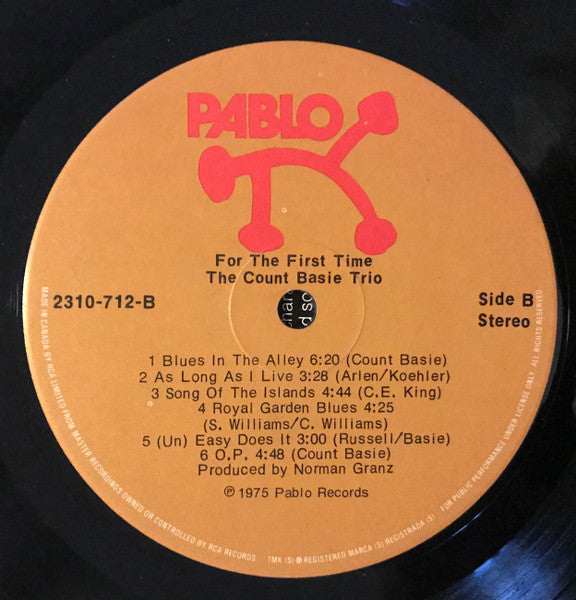 PABLO
For The First Time
The Count Basie Trio
2310-712-B
Side B
Stereo
1 Blues In The Alley 6:20 (Count Basie)
2 As Long As I Live 3:28 (Arlen/Koehler)
3 Song Of The Islands 4:44 (C.E. King)
4 Royal Garden Blues 4:25
(S. Williams/C. Williams)
5 (Un) Easy Does It 3:00 (Russell/Basie)
6 O.P. 4:48 (Count Basie)
Produced by Norman Granz
℗ 1975 Pablo Records
MADE IN CANADA BY RCA LIMITED FROM MASTER RECORDINGS OWNED OR CONTROLLED BY RCA RECORDS
TMK (S) ® REGISTERED MARCA (S) REGISTRADA (S)
FOR PUBLIC PERFORMANCE UNDER LICENSE ONLY. ALL RIGHTS RESERVED.